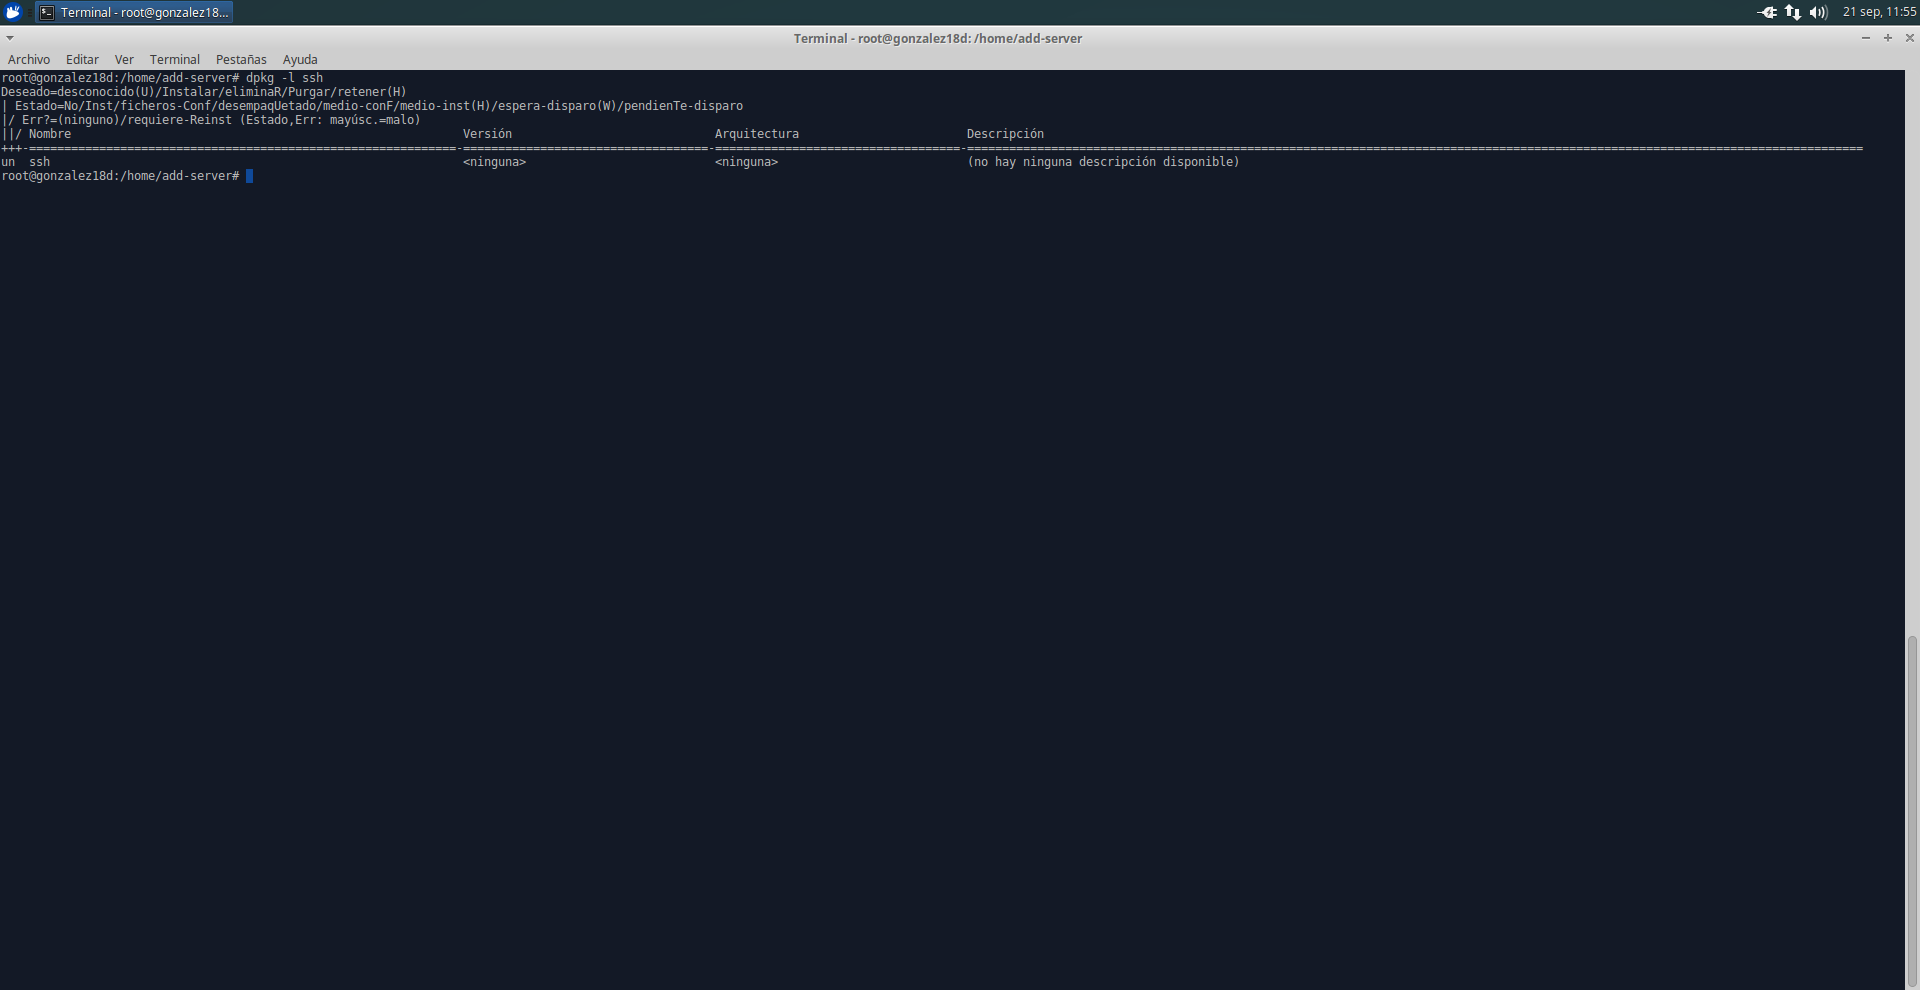 Terminal - root@gonzalez18...
21 sep, 11:55
Terminal - root@gonzalez18d: /home/add-server
Archivo Editar Ver Terminal Pestañas Ayuda
root@gonzalez18d:/home/add-server# dpkg -l ssh
Deseado=desconocido(U)/Instalar/eliminaR/Purgar/retener(H)
| Estado=No/Inst/ficheros-Conf/desempaqUetado/medio-conF/medio-inst(H)/espera-disparo(W)/pendienTe-disparo
|/ Err?=(ninguno)/requiere-Reinst (Estado,Err: mayúsc.=malo)
||/ Nombre Versión Arquitectura Descripción
+++-=============================================================-===================================-===================================-================================================================================================================================
un ssh <ninguna> <ninguna> (no hay ninguna descripción disponible)
root@gonzalez18d:/home/add-server#